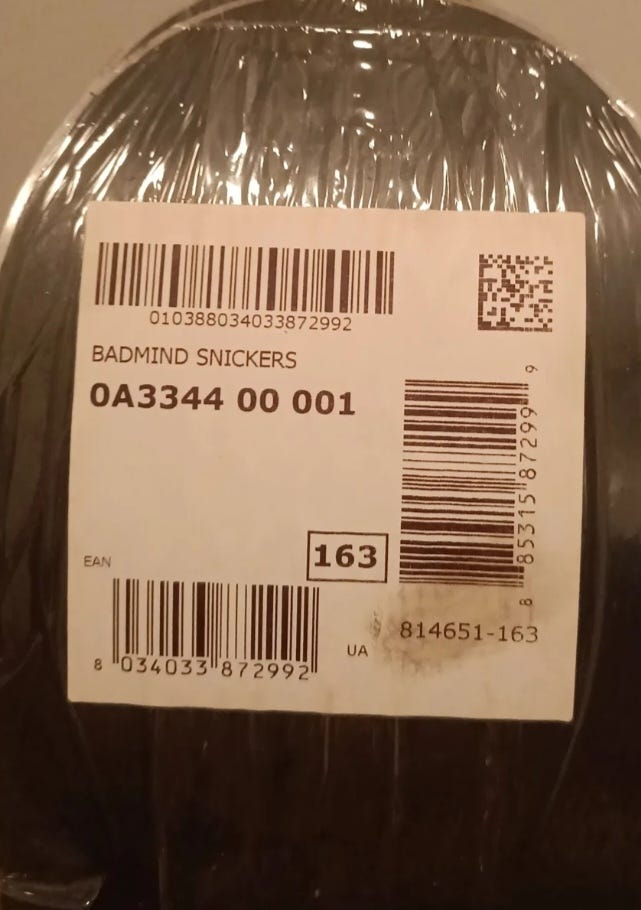 010388034033872992
BADMIND SNICKERS
0A3344 00 001
8 85315 87299 9
163
EAN
8 034033 872992
UA
814651-163